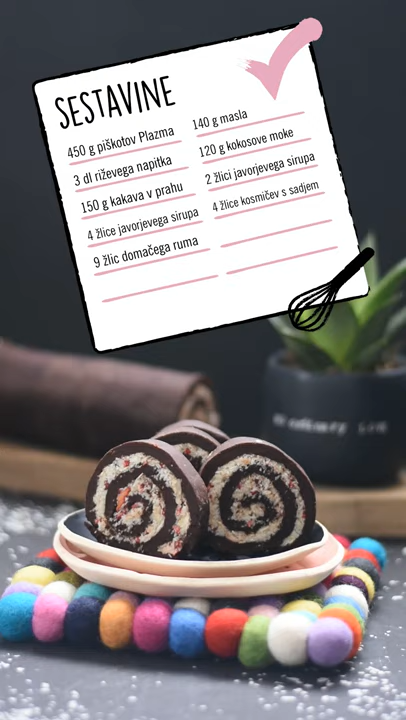 SESTAVINE
450 g piškotov Plazma
3 dl riževega napitka
150 g kakava v prahu
4 žlice javorjevega sirupa
9 žlic domačega ruma
140 g masla
120 g kokosove moke
2 žlici javorjevega sirupa
4 žlice kosmičev s sadjem